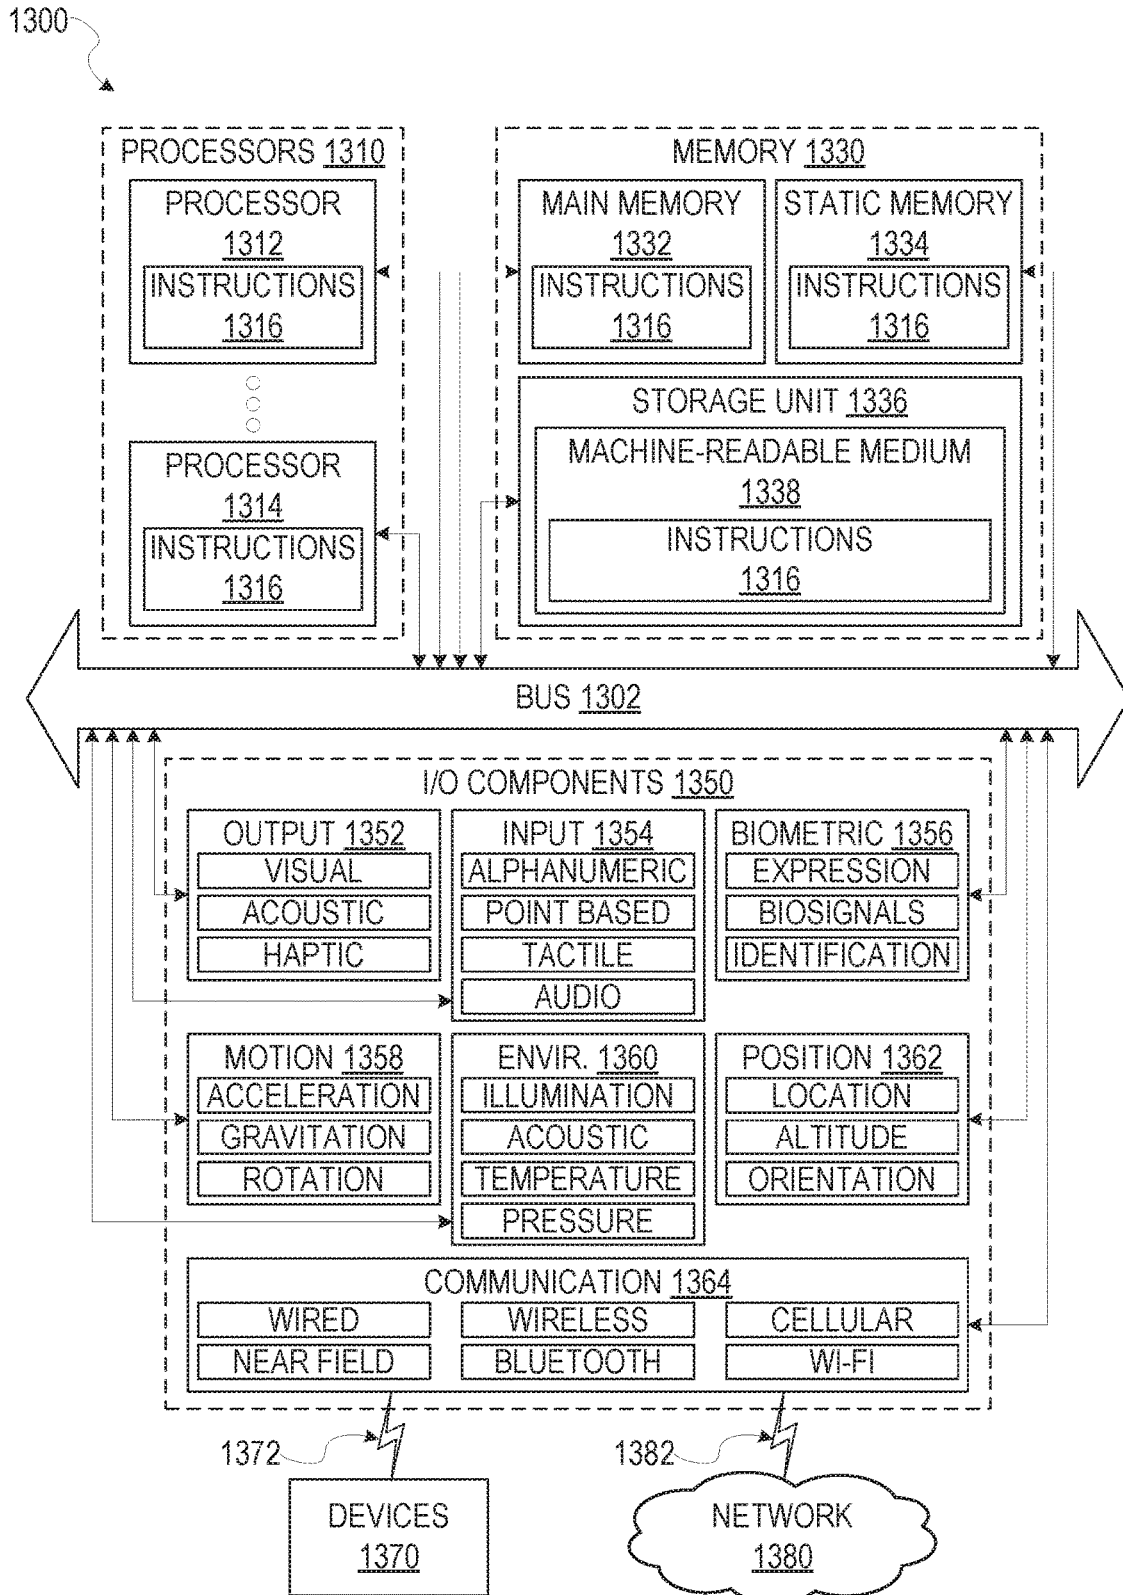 1300
PROCESSORS 1310
PROCESSOR
1312
INSTRUCTIONS
1316
PROCESSOR
1314
INSTRUCTIONS
1316
MEMORY 1330
MAIN MEMORY
1332
INSTRUCTIONS
1316
STATIC MEMORY
1334
INSTRUCTIONS
1316
STORAGE UNIT 1336
MACHINE-READABLE MEDIUM
1338
INSTRUCTIONS
1316
BUS 1302
I/O COMPONENTS 1350
OUTPUT 1352
VISUAL
ACOUSTIC
HAPTIC
INPUT 1354
ALPHANUMERIC
POINT BASED
TACTILE
AUDIO
BIOMETRIC 1356
EXPRESSION
BIOSIGNALS
IDENTIFICATION
MOTION 1358
ACCELERATION
GRAVITATION
ROTATION
ENVIR. 1360
ILLUMINATION
ACOUSTIC
TEMPERATURE
PRESSURE
POSITION 1362
LOCATION
ALTITUDE
ORIENTATION
COMMUNICATION 1364
WIRED
WIRELESS
CELLULAR
NEAR FIELD
BLUETOOTH
WI-FI
1372
1382
DEVICES
1370
NETWORK
1380